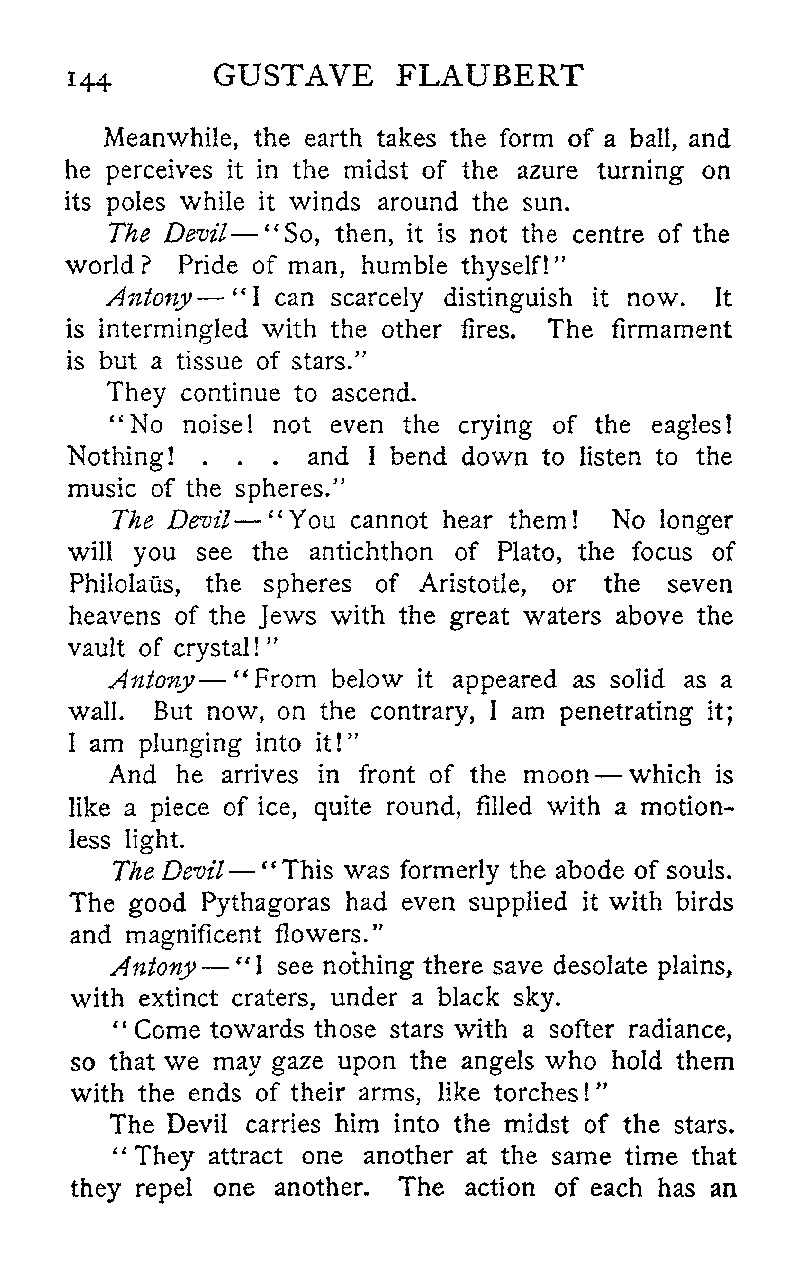 144 GUSTAVE FLAUBERT
Meanwhile, the earth takes the form of a ball, and
he perceives it in the midst of the azure turning on
its poles while it winds around the sun.
The Devil—"So, then, it is not the centre of the
world? Pride of man, humble thyself!"
Antony—"I can scarcely distinguish it now. It
is intermingled with the other fires. The firmament
is but a tissue of stars."
They continue to ascend.
"No noise! not even the crying of the eagles!
Nothing! . . . and I bend down to listen to the
music of the spheres."
The Devil—"You cannot hear them! No longer
will you see the antichthon of Plato, the focus of
Philolaüs, the spheres of Aristotle, or the seven
heavens of the Jews with the great waters above the
vault of crystal!"
Antony—"From below it appeared as solid as a
wall. But now, on the contrary, I am penetrating it;
I am plunging into it!"
And he arrives in front of the moon—which is
like a piece of ice, quite round, filled with a motion-
less light.
The Devil—"This was formerly the abode of souls.
The good Pythagoras had even supplied it with birds
and magnificent flowers."
Antony—"I see nothing there save desolate plains,
with extinct craters, under a black sky.
"Come towards those stars with a softer radiance,
so that we may gaze upon the angels who hold them
with the ends of their arms, like torches!"
The Devil carries him into the midst of the stars.
"They attract one another at the same time that
they repel one another. The action of each has an